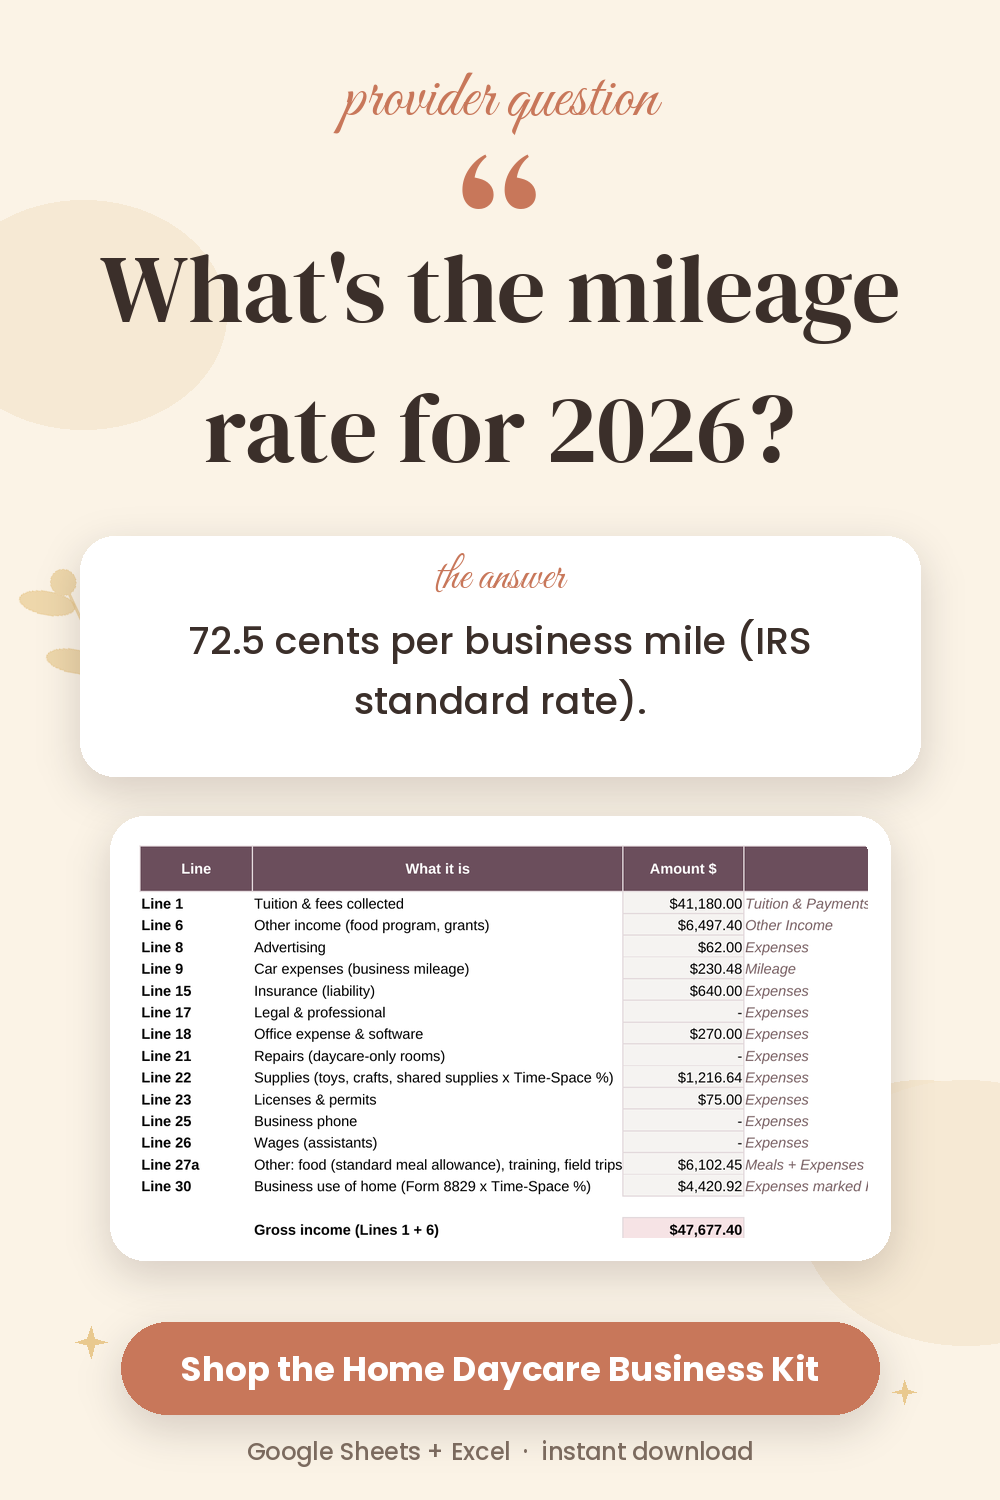 provider question
“
What's the mileage
rate for 2026?
the answer
72.5 cents per business mile (IRS
standard rate).
Line What it is Amount $
Line 1 Tuition & fees collected $41,180.00 Tuition & Payments
Line 6 Other income (food program, grants) $6,497.40 Other Income
Line 8 Advertising $62.00 Expenses
Line 9 Car expenses (business mileage) $230.48 Mileage
Line 15 Insurance (liability) $640.00 Expenses
Line 17 Legal & professional - Expenses
Line 18 Office expense & software $270.00 Expenses
Line 21 Repairs (daycare-only rooms) - Expenses
Line 22 Supplies (toys, crafts, shared supplies x Time-Space %) $1,216.64 Expenses
Line 23 Licenses & permits $75.00 Expenses
Line 25 Business phone - Expenses
Line 26 Wages (assistants) - Expenses
Line 27a Other: food (standard meal allowance), training, field trips $6,102.45 Meals + Expenses
Line 30 Business use of home (Form 8829 x Time-Space %) $4,420.92 Expenses marked
Gross income (Lines 1 + 6) $47,677.40
Shop the Home Daycare Business Kit
Google Sheets + Excel · instant download